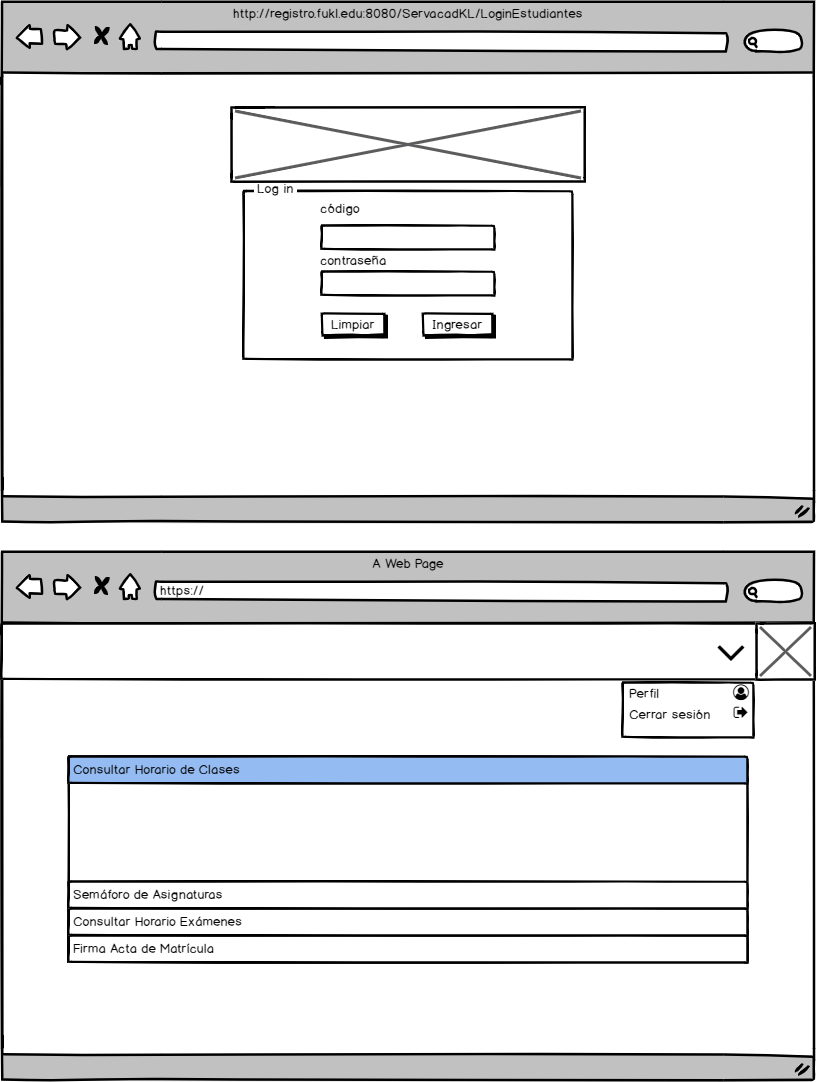 http://registro.fukl.edu:8080/ServacadKL/LoginEstudiantes
Log in
código
contraseña
Limpiar
Ingresar
A Web Page
https://
Perfil
Cerrar sesión
Consultar Horario de Clases
Semáforo de Asignaturas
Consultar Horario Exámenes
Firma Acta de Matrícula